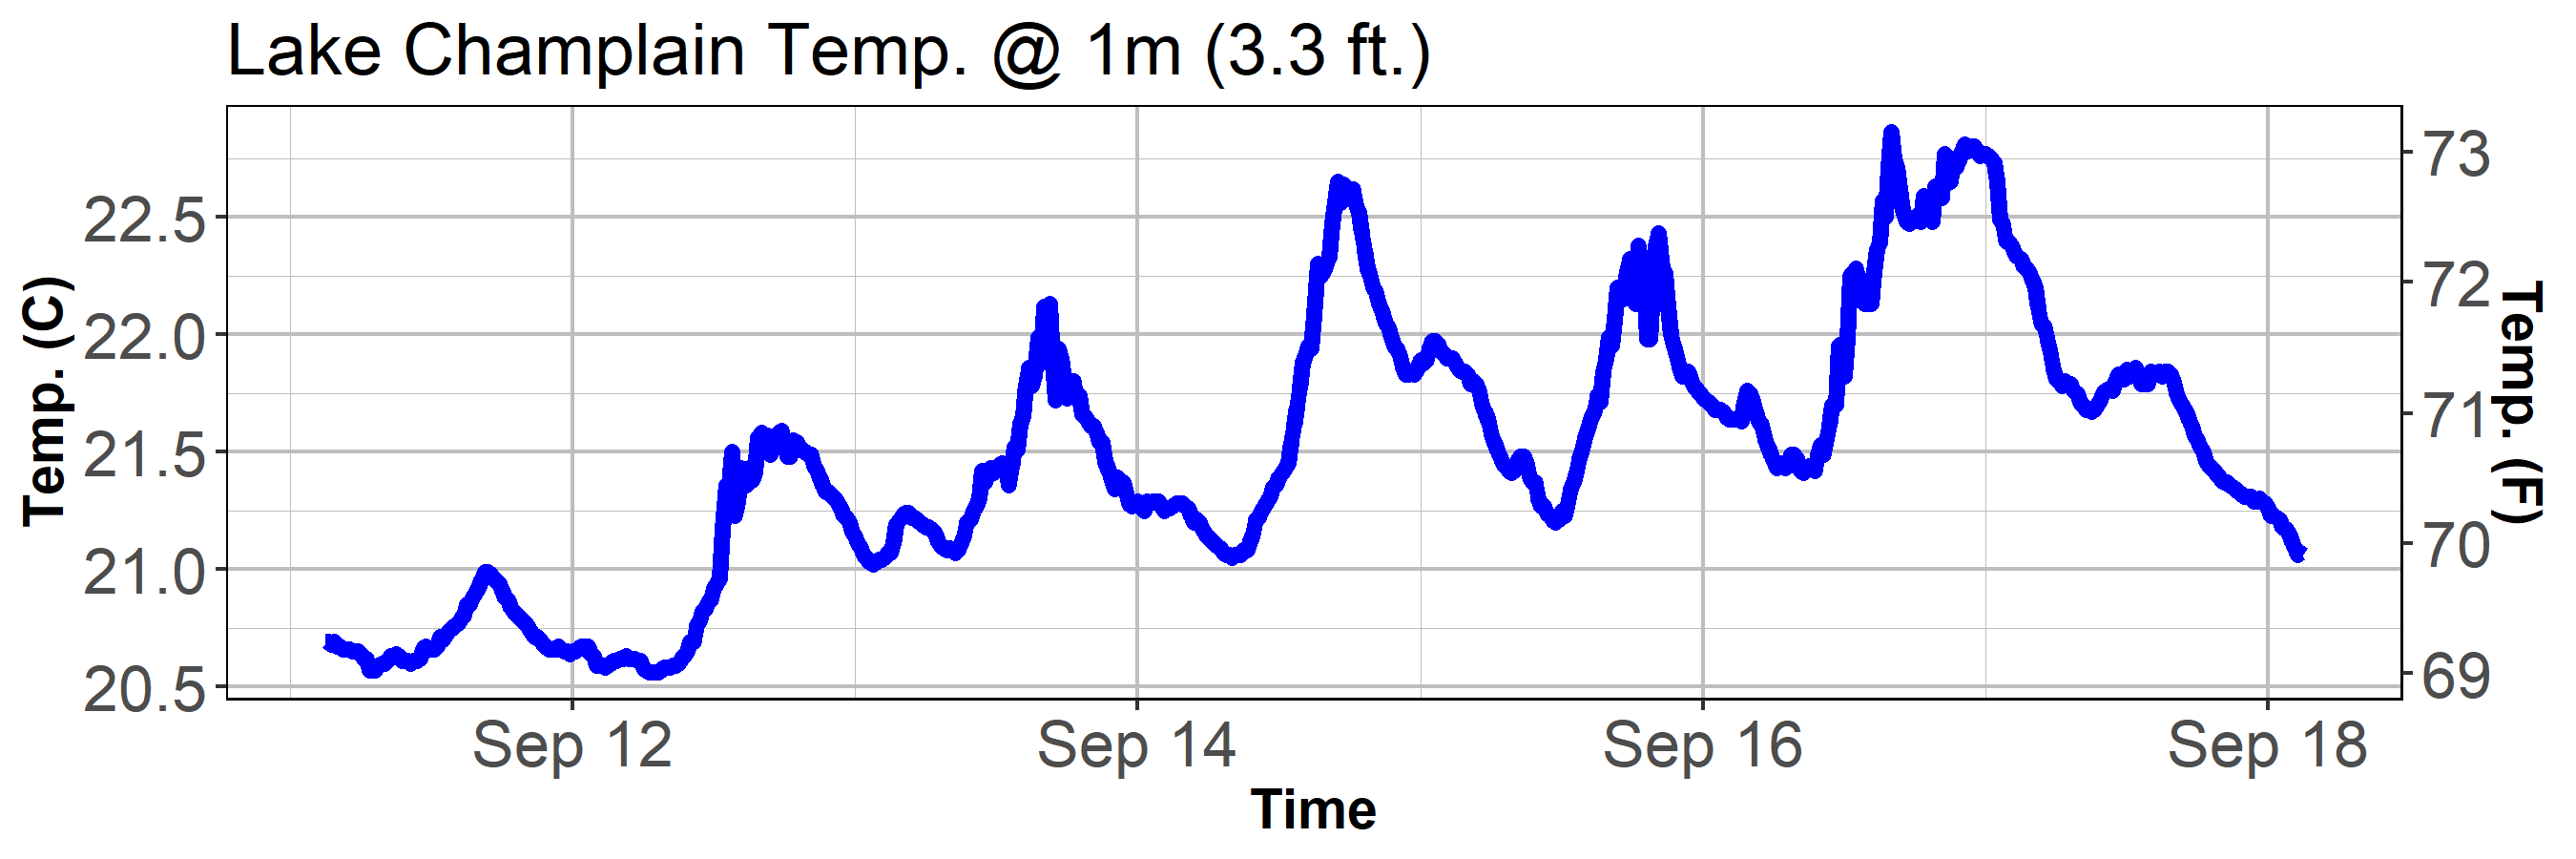 Lake Champlain Temp. @ 1m (3.3 ft.)
Temp. (C)
22.5
22.0
21.5
21.0
20.5
73
72
71
70
69
Temp. (F)
Sep 12 Sep 14 Sep 16 Sep 18
Time